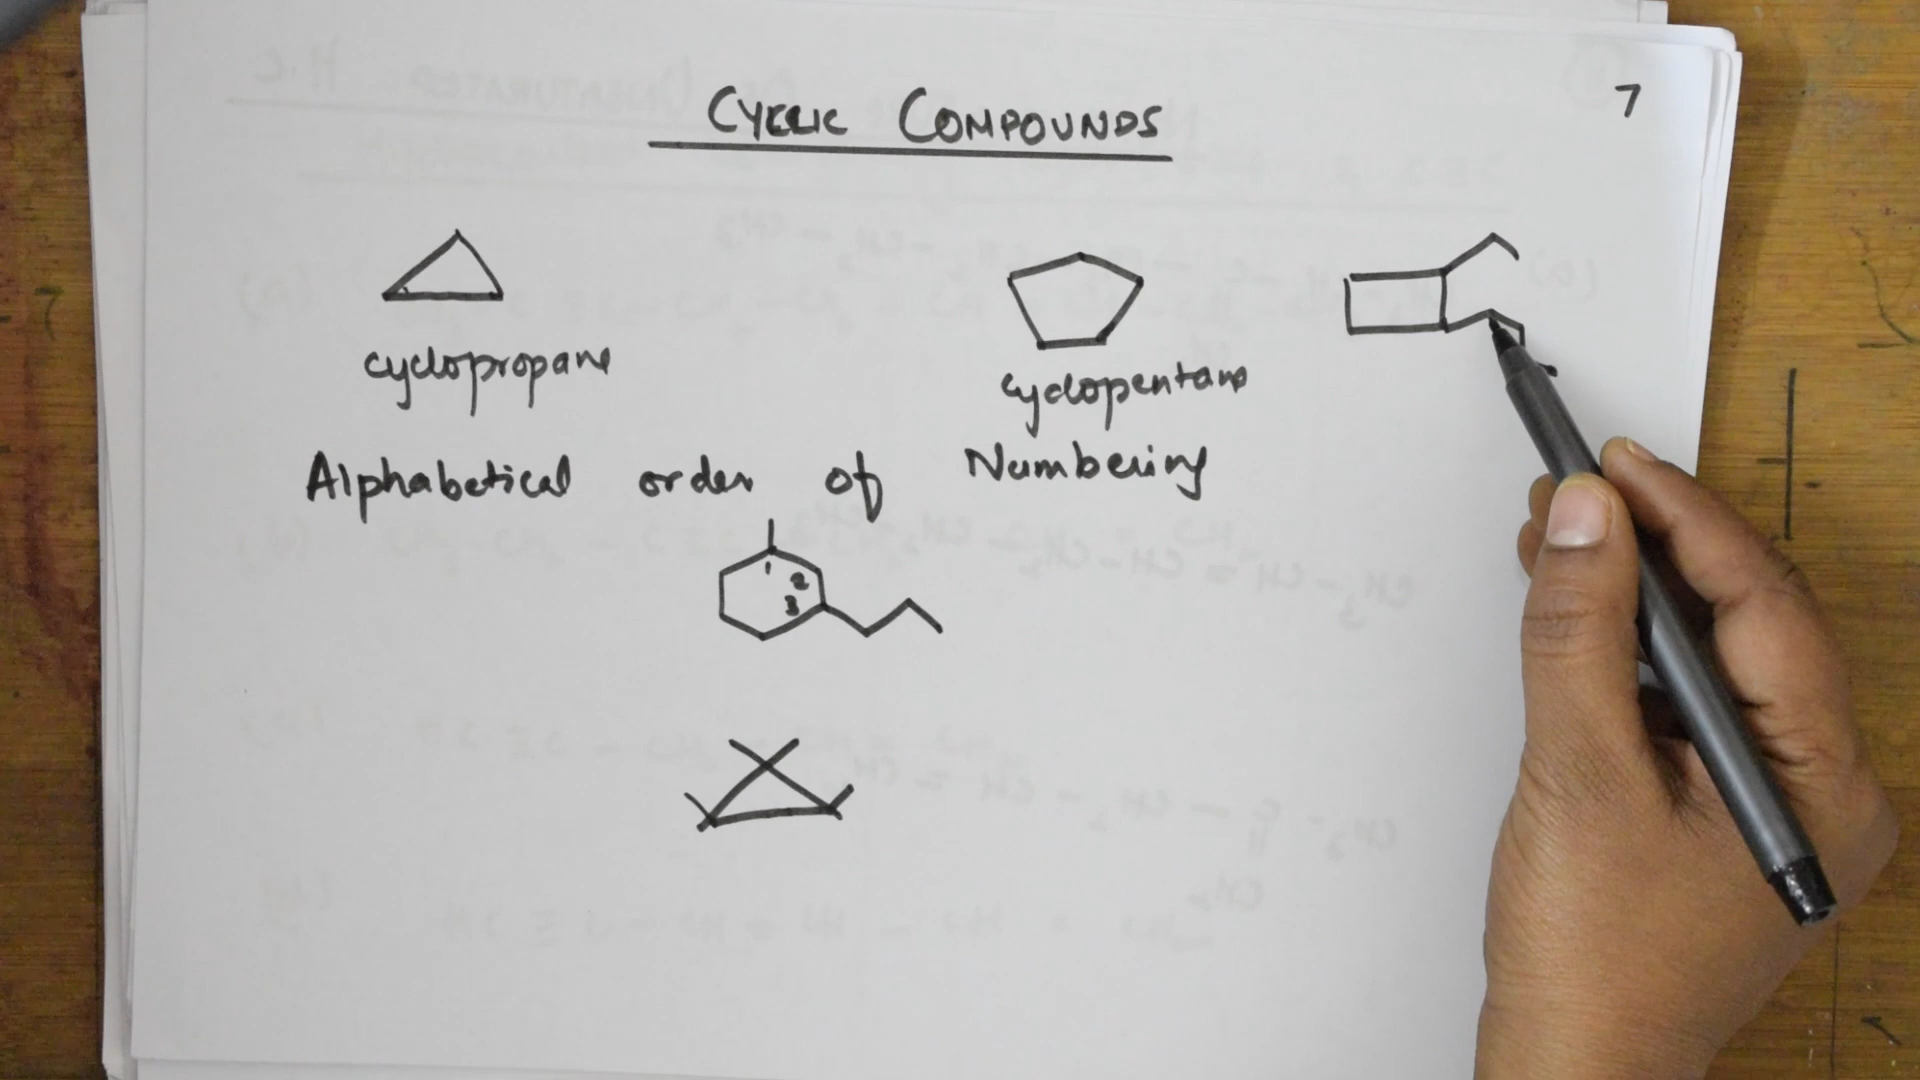 CYCLIC COMPOUNDS
7
cyclopropane
cyclopentane
Alphabetical order of Numbering
1
2
3